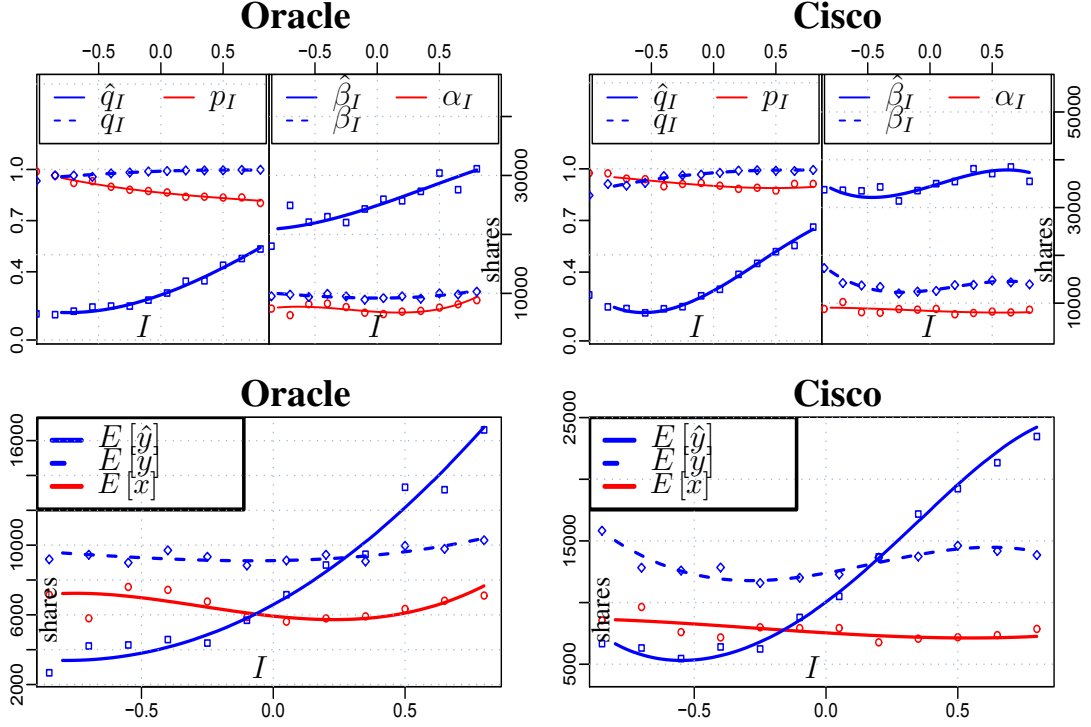 Oracle
Cisco
−0.5 0.0 0.5 −0.5 0.0 0.5
−0.5 0.0 0.5 −0.5 0.0 0.5
q̂_I p_I
q_I
β̂_I α_I
β_I
q̂_I p_I
q_I
β̂_I α_I
β_I
0.0 0.4 0.7 1.0
10000 30000
shares
I
I
0.0 0.4 0.7 1.0
10000 30000 50000
shares
I
I
Oracle
Cisco
E [ŷ]
E [y]
E [x]
E [ŷ]
E [y]
E [x]
2000 6000 10000 16000
shares
I
5000 15000 25000
shares
I
−0.5 0.0 0.5
−0.5 0.0 0.5